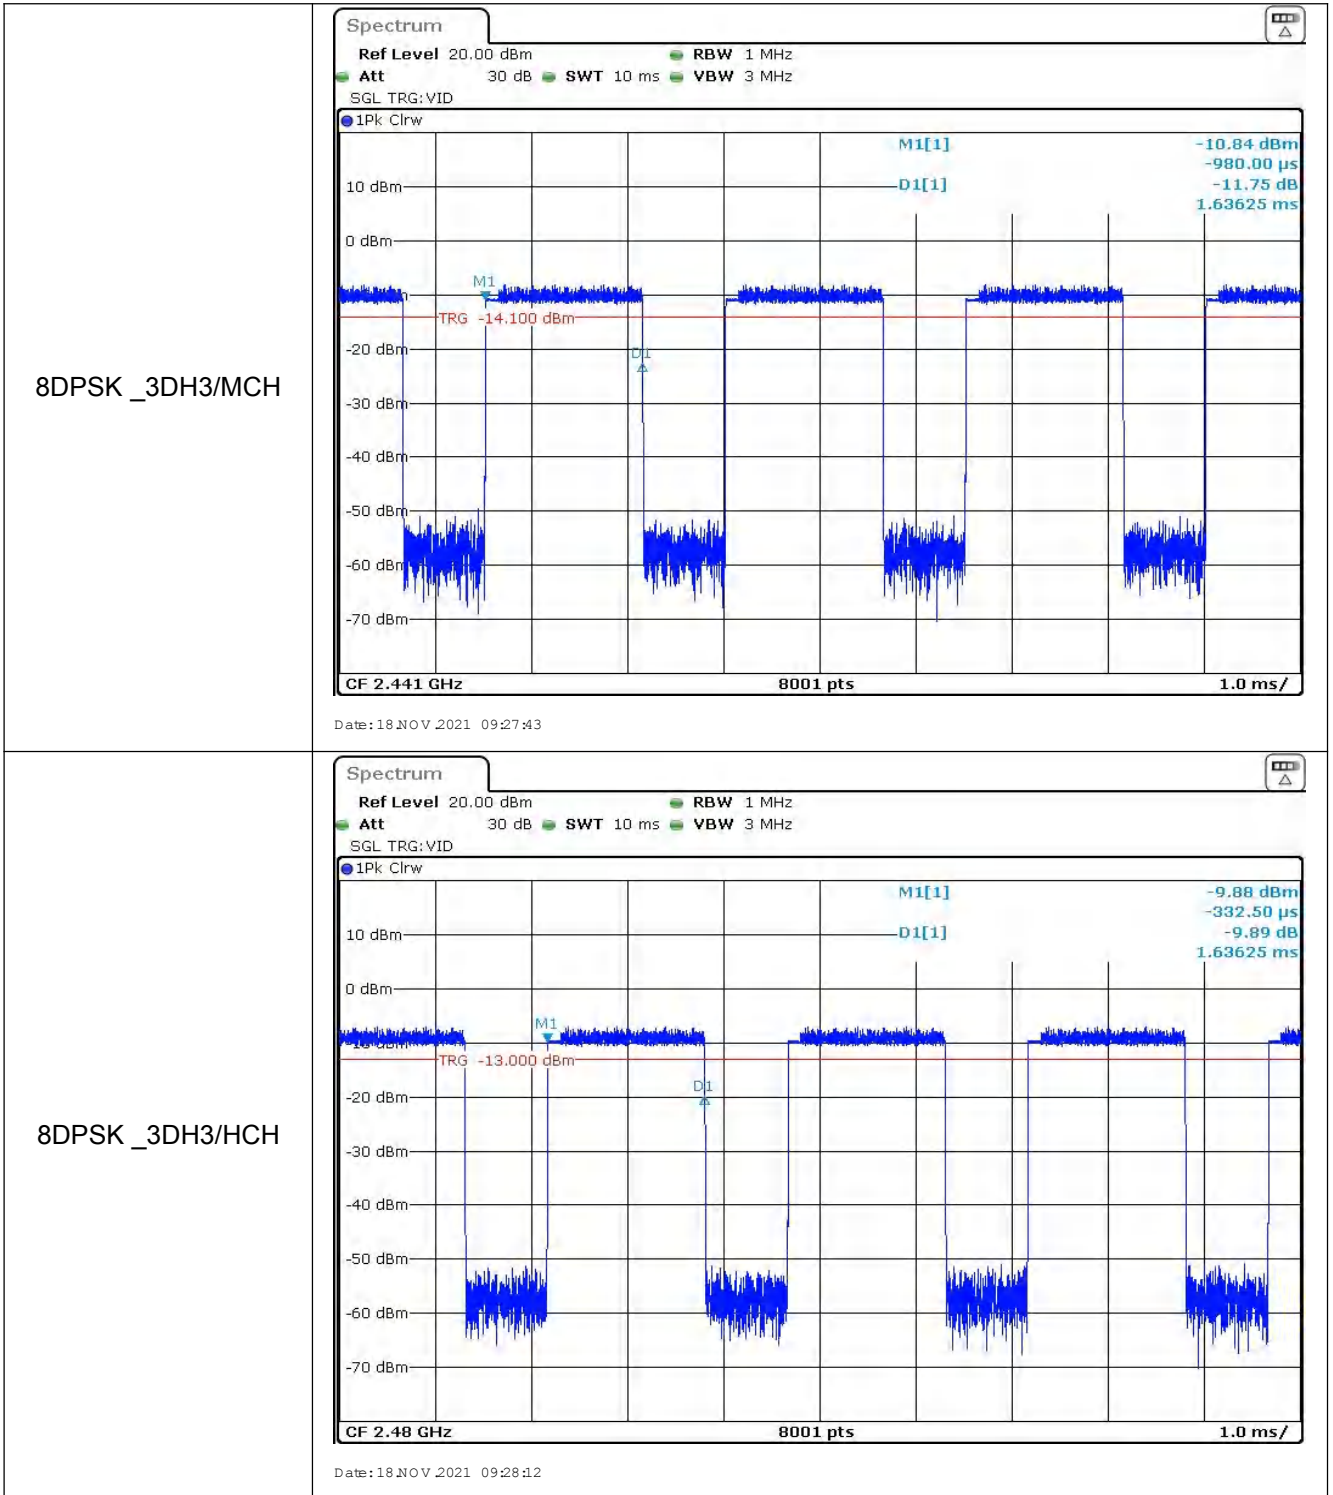 8DPSK _3DH3/MCH
Spectrum
Ref Level 20.00 dBm RBW 1 MHz
Att 30 dB SWT 10 ms VBW 3 MHz
SGL TRG:VID
1Pk Clrw
M1[1] -10.84 dBm
-980.00 µs
D1[1] -11.75 dB
1.63625 ms
10 dBm
0 dBm
M1
TRG -14.100 dBm
-20 dBm
D1
-30 dBm
-40 dBm
-50 dBm
-60 dBm
-70 dBm
CF 2.441 GHz 8001 pts 1.0 ms/
Date: 18.NOV.2021 09:27:43
8DPSK _3DH3/HCH
Spectrum
Ref Level 20.00 dBm RBW 1 MHz
Att 30 dB SWT 10 ms VBW 3 MHz
SGL TRG:VID
1Pk Clrw
M1[1] -9.88 dBm
-332.50 µs
D1[1] -9.89 dB
1.63625 ms
10 dBm
0 dBm
M1
-10 dBm
TRG -13.000 dBm
D1
-20 dBm
-30 dBm
-40 dBm
-50 dBm
-60 dBm
-70 dBm
CF 2.48 GHz 8001 pts 1.0 ms/
Date: 18.NOV.2021 09:28:12